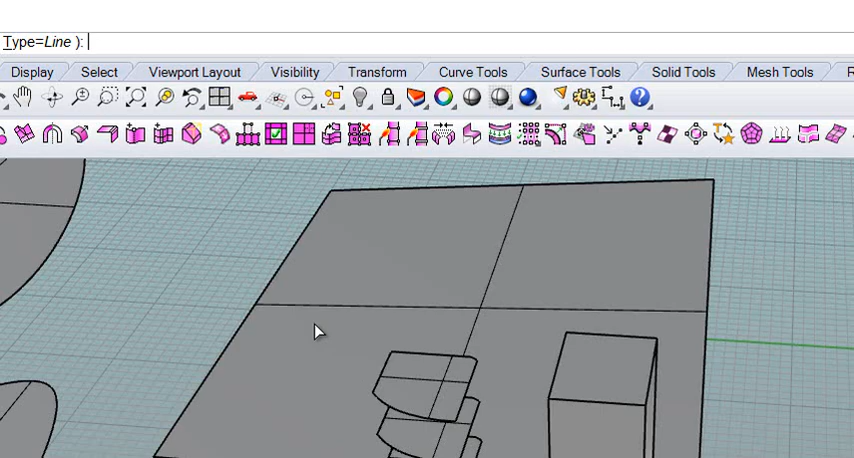 Type=Line ):
Display Select Viewport Layout Visibility Transform Curve Tools Surface Tools Solid Tools Mesh Tools R